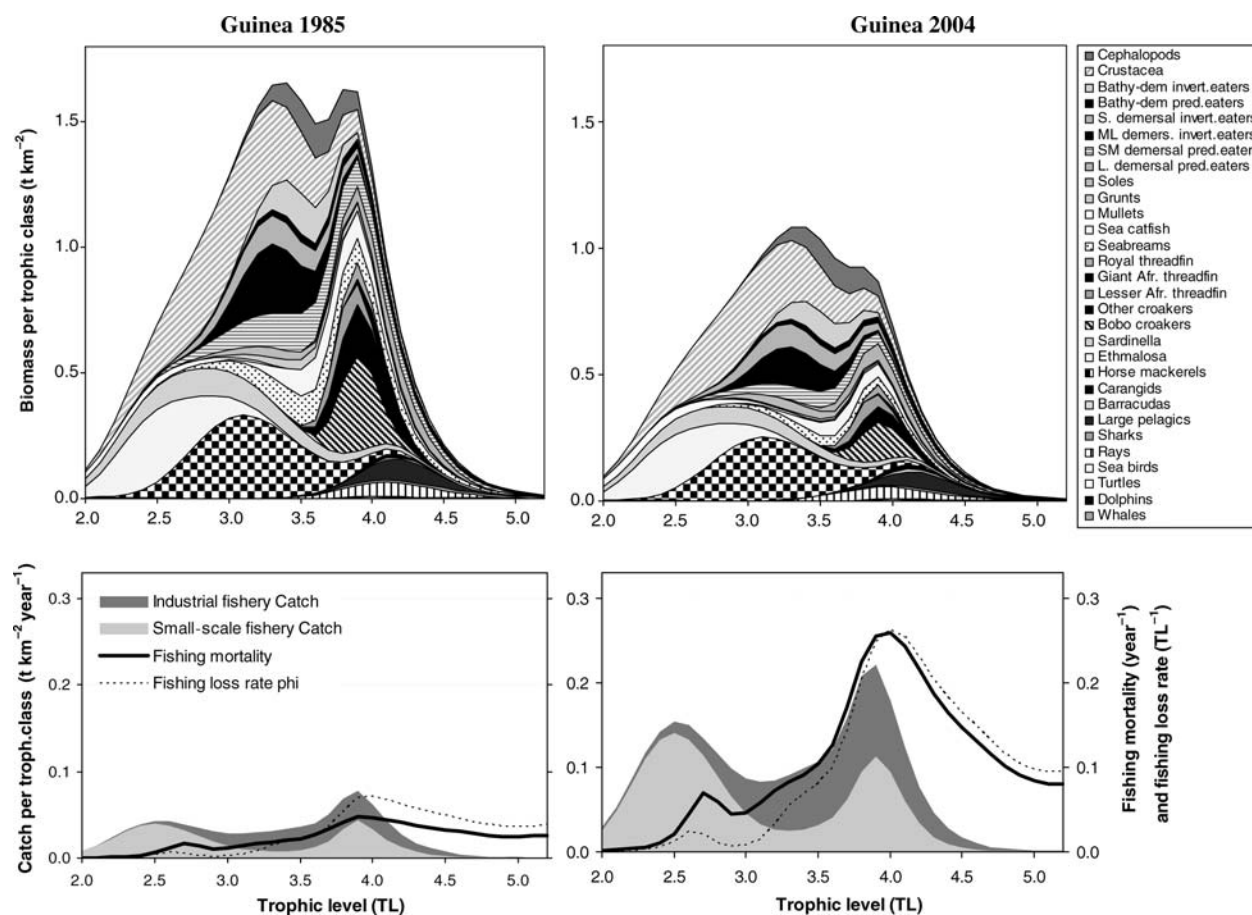 Guinea 1985
Guinea 2004
Biomass per trophic class (t km−2)
1.5
1.0
0.5
0.0
2.0 2.5 3.0 3.5 4.0 4.5 5.0
1.5
1.0
0.5
0.0
2.0 2.5 3.0 3.5 4.0 4.5 5.0
Cephalopods
Crustacea
Bathy-dem invert.eaters
Bathy-dem pred.eaters
S. demersal invert.eaters
ML demers. invert.eaters
SM demersal pred.eaters
L. demersal pred.eaters
Soles
Grunts
Mullets
Sea catfish
Seabreams
Royal threadfin
Giant Afr. threadfin
Lesser Afr. threadfin
Other croakers
Bobo croakers
Sardinella
Ethmalosa
Horse mackerels
Carangids
Barracudas
Large pelagics
Sharks
Rays
Sea birds
Turtles
Dolphins
Whales
Catch per troph.class (t km−2 year−1)
0.3
0.2
0.1
0.0
Industrial fishery Catch
Small-scale fishery Catch
Fishing mortality
Fishing loss rate phi
2.0 2.5 3.0 3.5 4.0 4.5 5.0
Trophic level (TL)
0.3
0.2
0.1
0.0
2.0 2.5 3.0 3.5 4.0 4.5 5.0
Trophic level (TL)
0.3
0.2
0.1
0.0
Fishing mortality (year−1)
and fishing loss rate (TL−1)